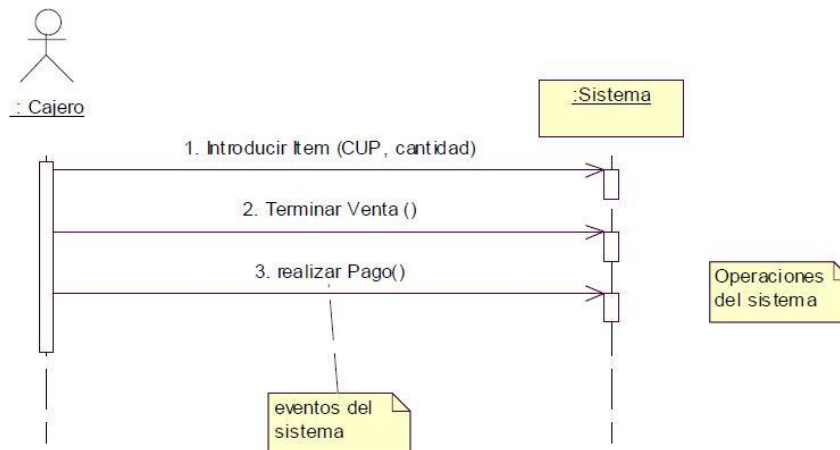 : Cajero
:Sistema
1. Introducir Item (CUP, cantidad)
2. Terminar Venta ()
3. realizar Pago()
Operaciones
del sistema
eventos del
sistema